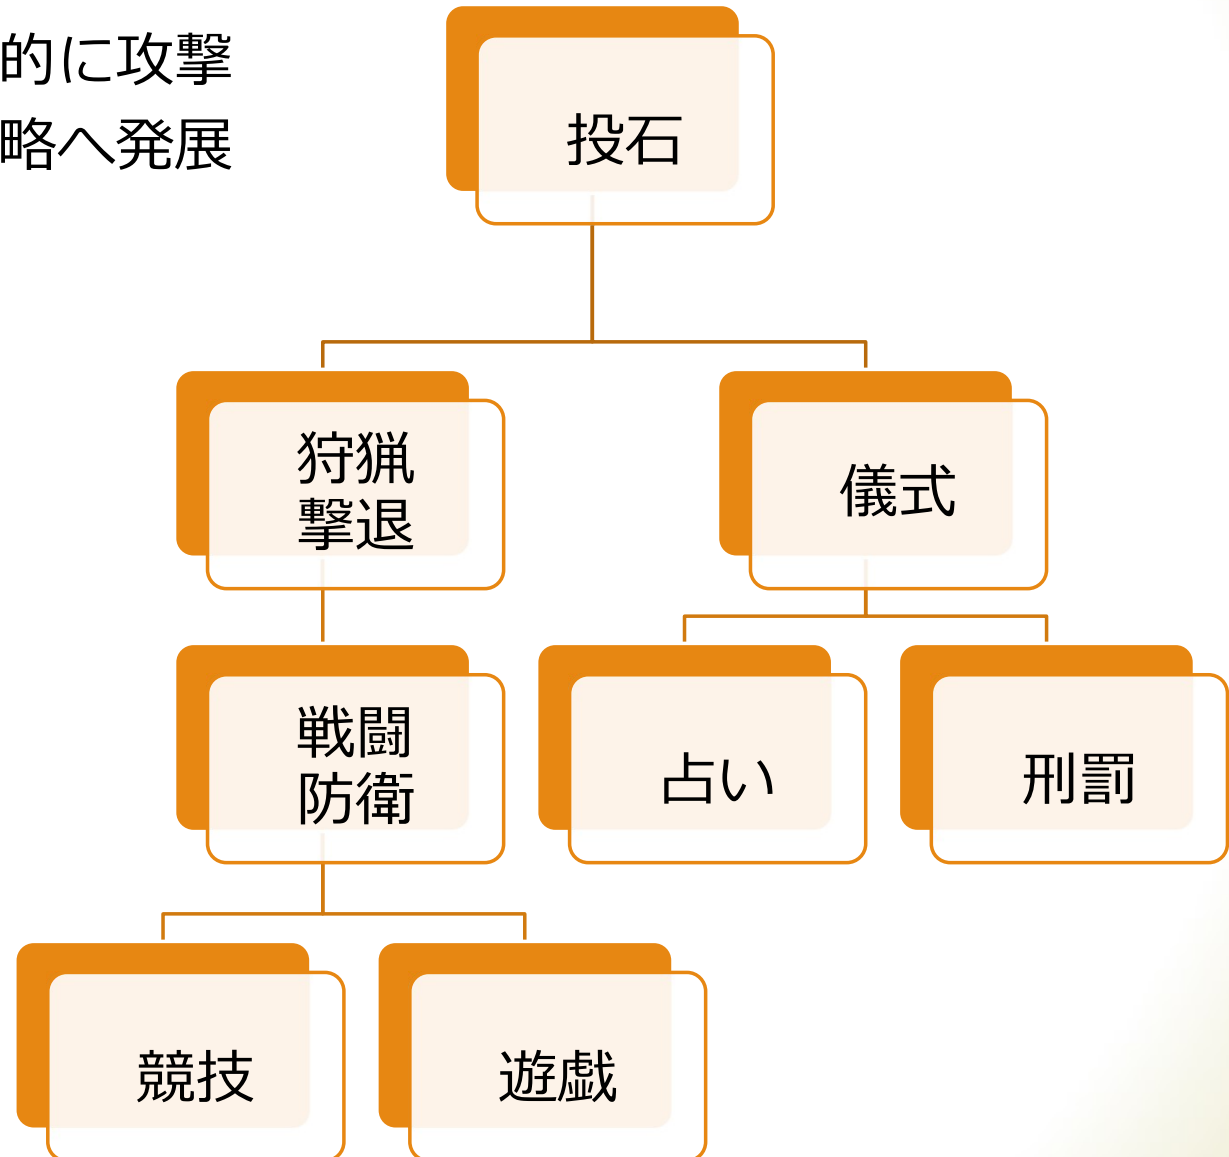 的に攻撃
略へ発展
投石
狩猟
撃退
儀式
戦闘
防衛
占い
刑罰
競技
遊戯